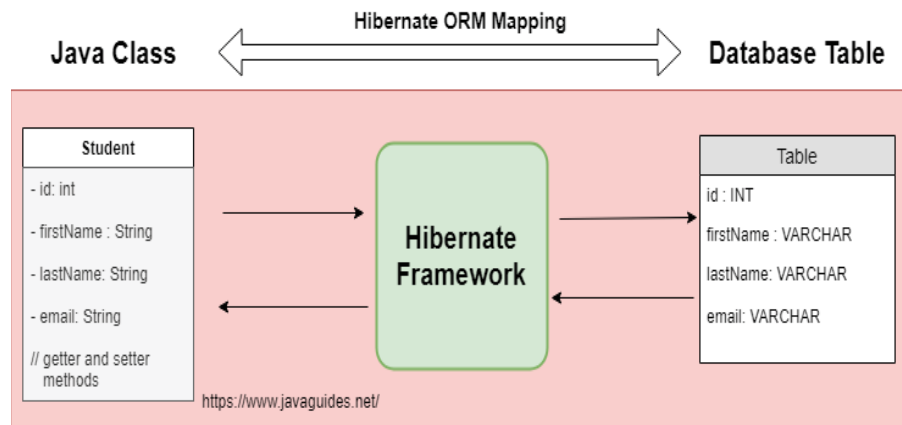 Hibernate ORM Mapping
Java Class
Database Table
Student
- id: int
- firstName : String
- lastName: String
- email: String
// getter and setter
methods
Hibernate
Framework
Table
id : INT
firstName : VARCHAR
lastName: VARCHAR
email: VARCHAR
https://www.javaguides.net/